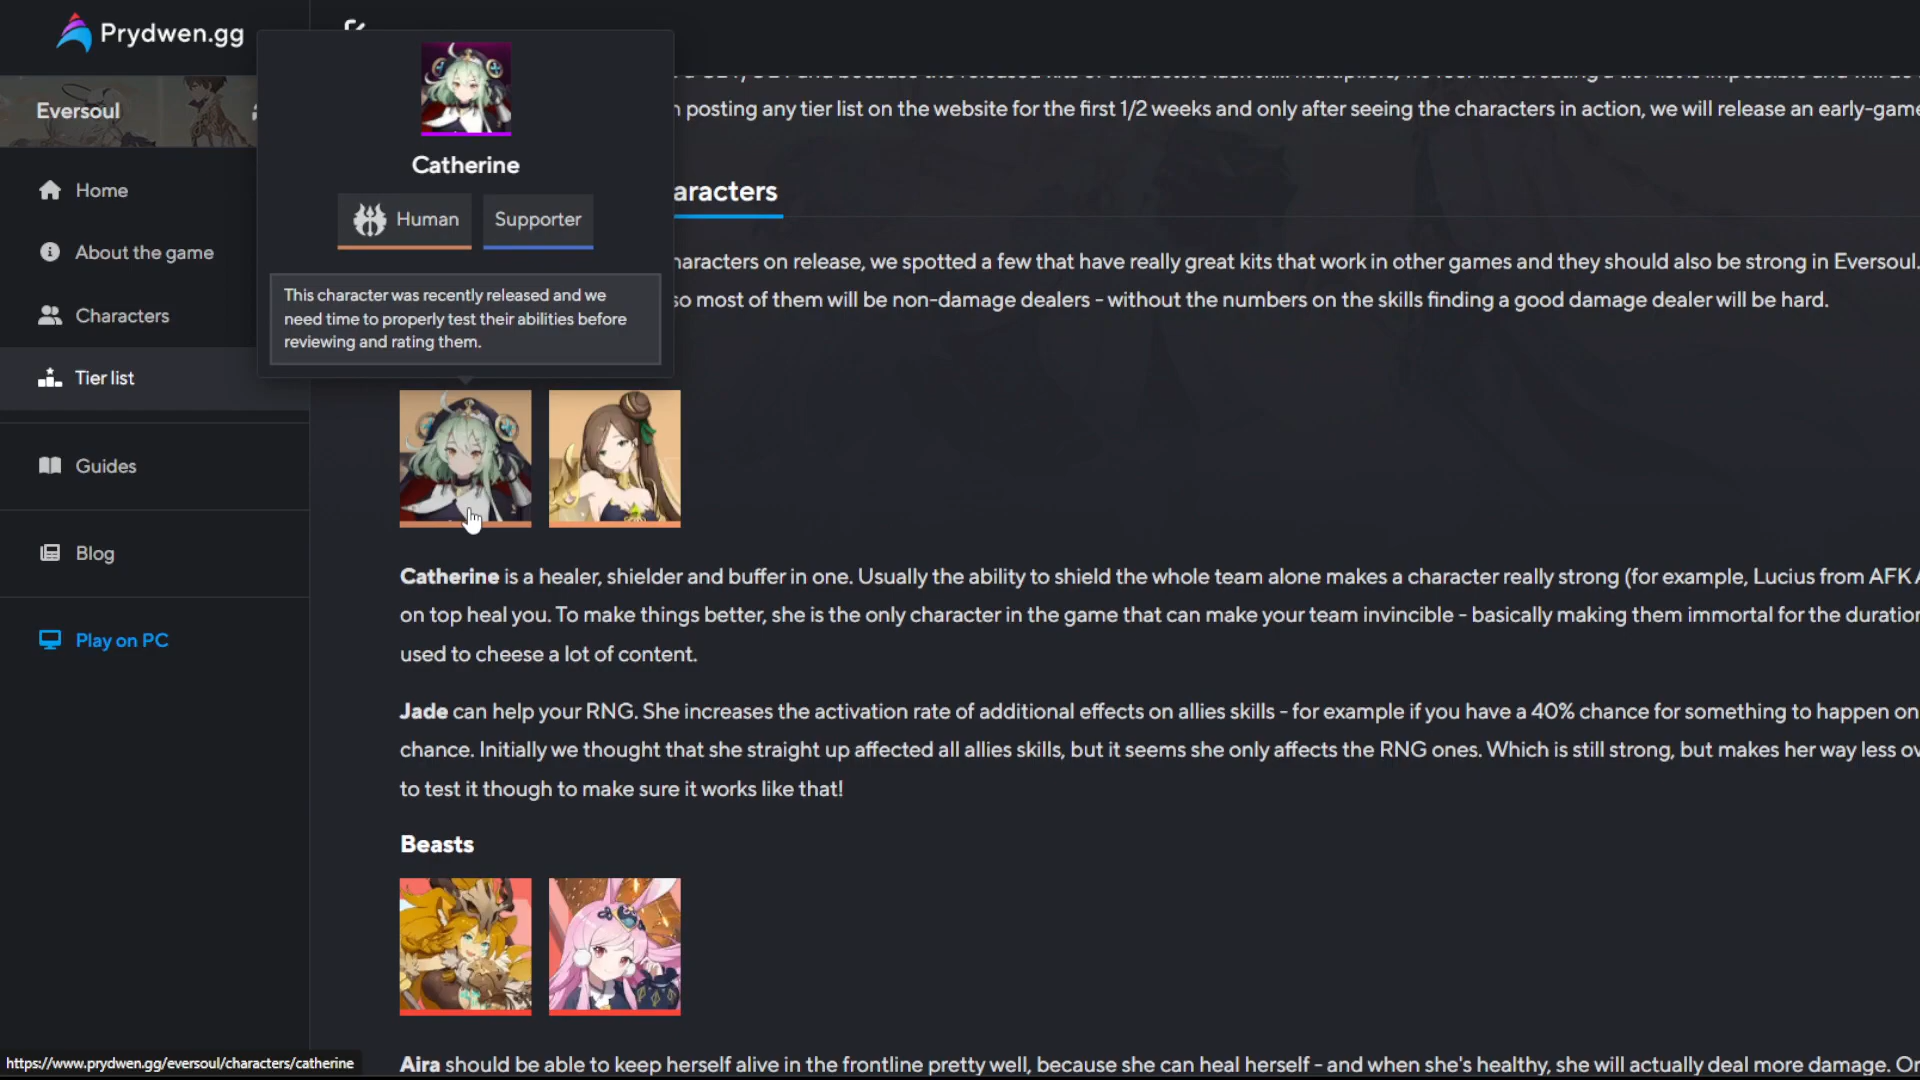 Prydwen.gg
Eversoul
Home
About the game
Characters
Tier list
Guides
Blog
Play on PC
Catherine
Human
Supporter
This character was recently released and we
need time to properly test their abilities before
reviewing and rating them.
posting any tier list on the website for the first 1/2 weeks and only after seeing the characters in action, we will release an early-game
aracters
haracters on release, we spotted a few that have really great kits that work in other games and they should also be strong in Eversoul.
so most of them will be non-damage dealers - without the numbers on the skills finding a good damage dealer will be hard.
Catherine is a healer, shielder and buffer in one. Usually the ability to shield the whole team alone makes a character really strong (for example, Lucius from AFK A
on top heal you. To make things better, she is the only character in the game that can make your team invincible - basically making them immortal for the duration
used to cheese a lot of content.
Jade can help your RNG. She increases the activation rate of additional effects on allies skills - for example if you have a 40% chance for something to happen on
chance. Initially we thought that she straight up affected all allies skills, but it seems she only affects the RNG ones. Which is still strong, but makes her way less ov
to test it though to make sure it works like that!
Beasts
Aira should be able to keep herself alive in the frontline pretty well, because she can heal herself - and when she's healthy, she will actually deal more damage. On
https://www.prydwen.gg/eversoul/characters/catherine